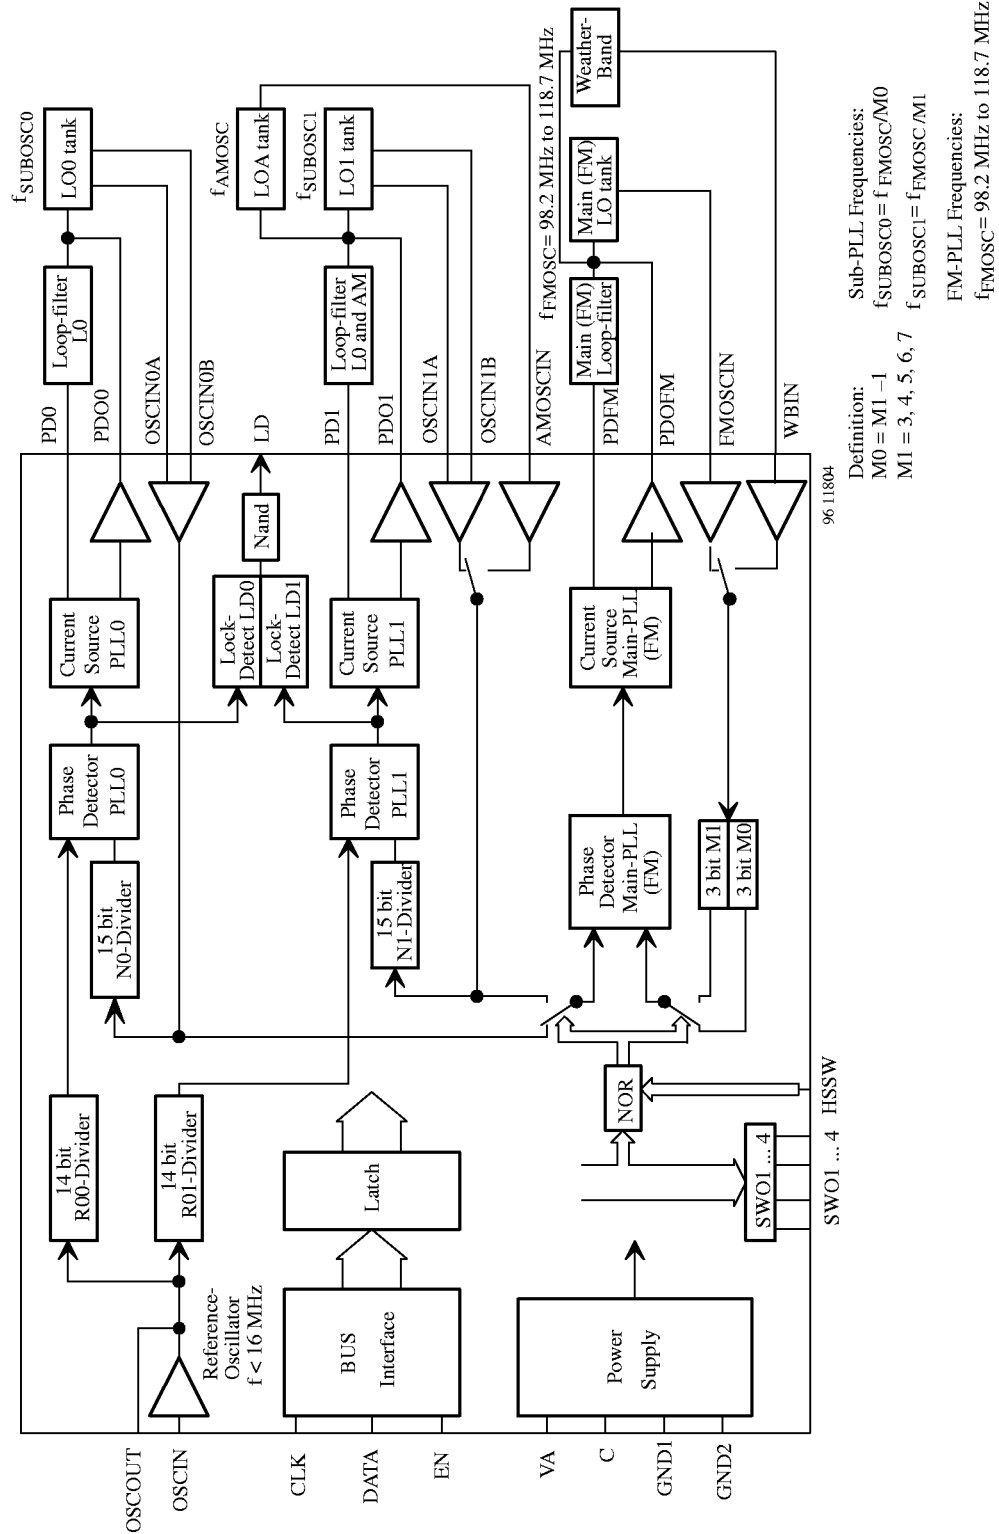 OSCOUT
OSCIN
CLK
DATA
EN
VA
C
GND1
GND2
Reference-
Oscillator
f < 16 MHz
14 bit
R00-Divider
14 bit
R01-Divider
BUS
Interface
Latch
Power
Supply
SWO1 ... 4
SWO1 ... 4
HSSW
NOR
15 bit
N0-Divider
Phase
Detector
PLL0
Current
Source
PLL0
15 bit
N1-Divider
Phase
Detector
PLL1
Lock-
Detect LD0
Lock-
Detect LD1
Nand
Current
Source
PLL1
Phase
Detector
Main-PLL
(FM)
3 bit M1
3 bit M0
Current
Source
Main-PLL
(FM)
PD0
PDO0
OSCIN0A
OSCIN0B
LD
PD1
PDO1
OSCIN1A
OSCIN1B
AMOSCIN
PDFM
PDOFM
FMOSCIN
WBIN
Loop-filter
L0
fSUBOSC0
LO0 tank
fAMOSC
LOA tank
fSUBOSC1
LO1 tank
Loop-filter
L0 and AM
fFMOSC= 98.2 MHz to 118.7 MHz
Main (FM)
Loop-filter
Main (FM)
LO tank
Weather-
Band
96 11804
Definition:
M0 = M1 –1
M1 = 3, 4, 5, 6, 7
Sub-PLL Frequencies:
fSUBOSC0= f FMOSC/M0
f SUBOSC1= fFMOSC /M1
FM-PLL Frequencies:
fFMOSC= 98.2 MHz to 118.7 MHz